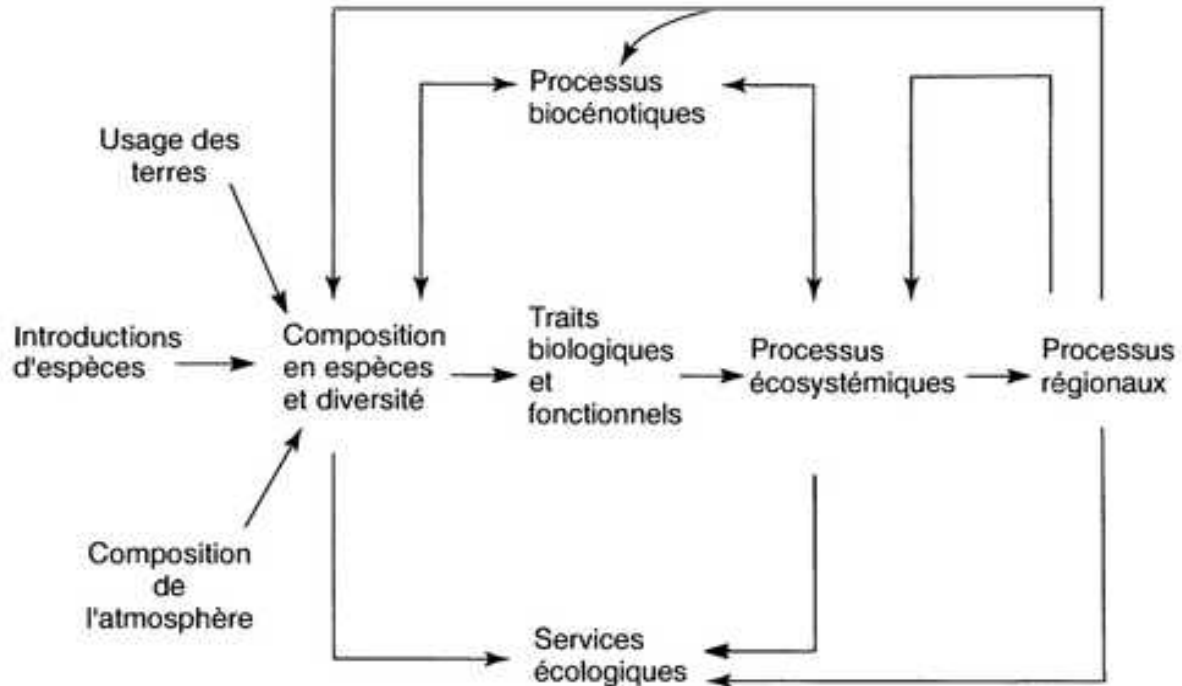 Processus
biocénotiques
Usage des
terres
Introductions
d'espèces
Composition
en espèces
et diversité
Traits
biologiques
et
fonctionnels
Processus
écosystémiques
Processus
régionaux
Composition
de
l'atmosphère
Services
écologiques